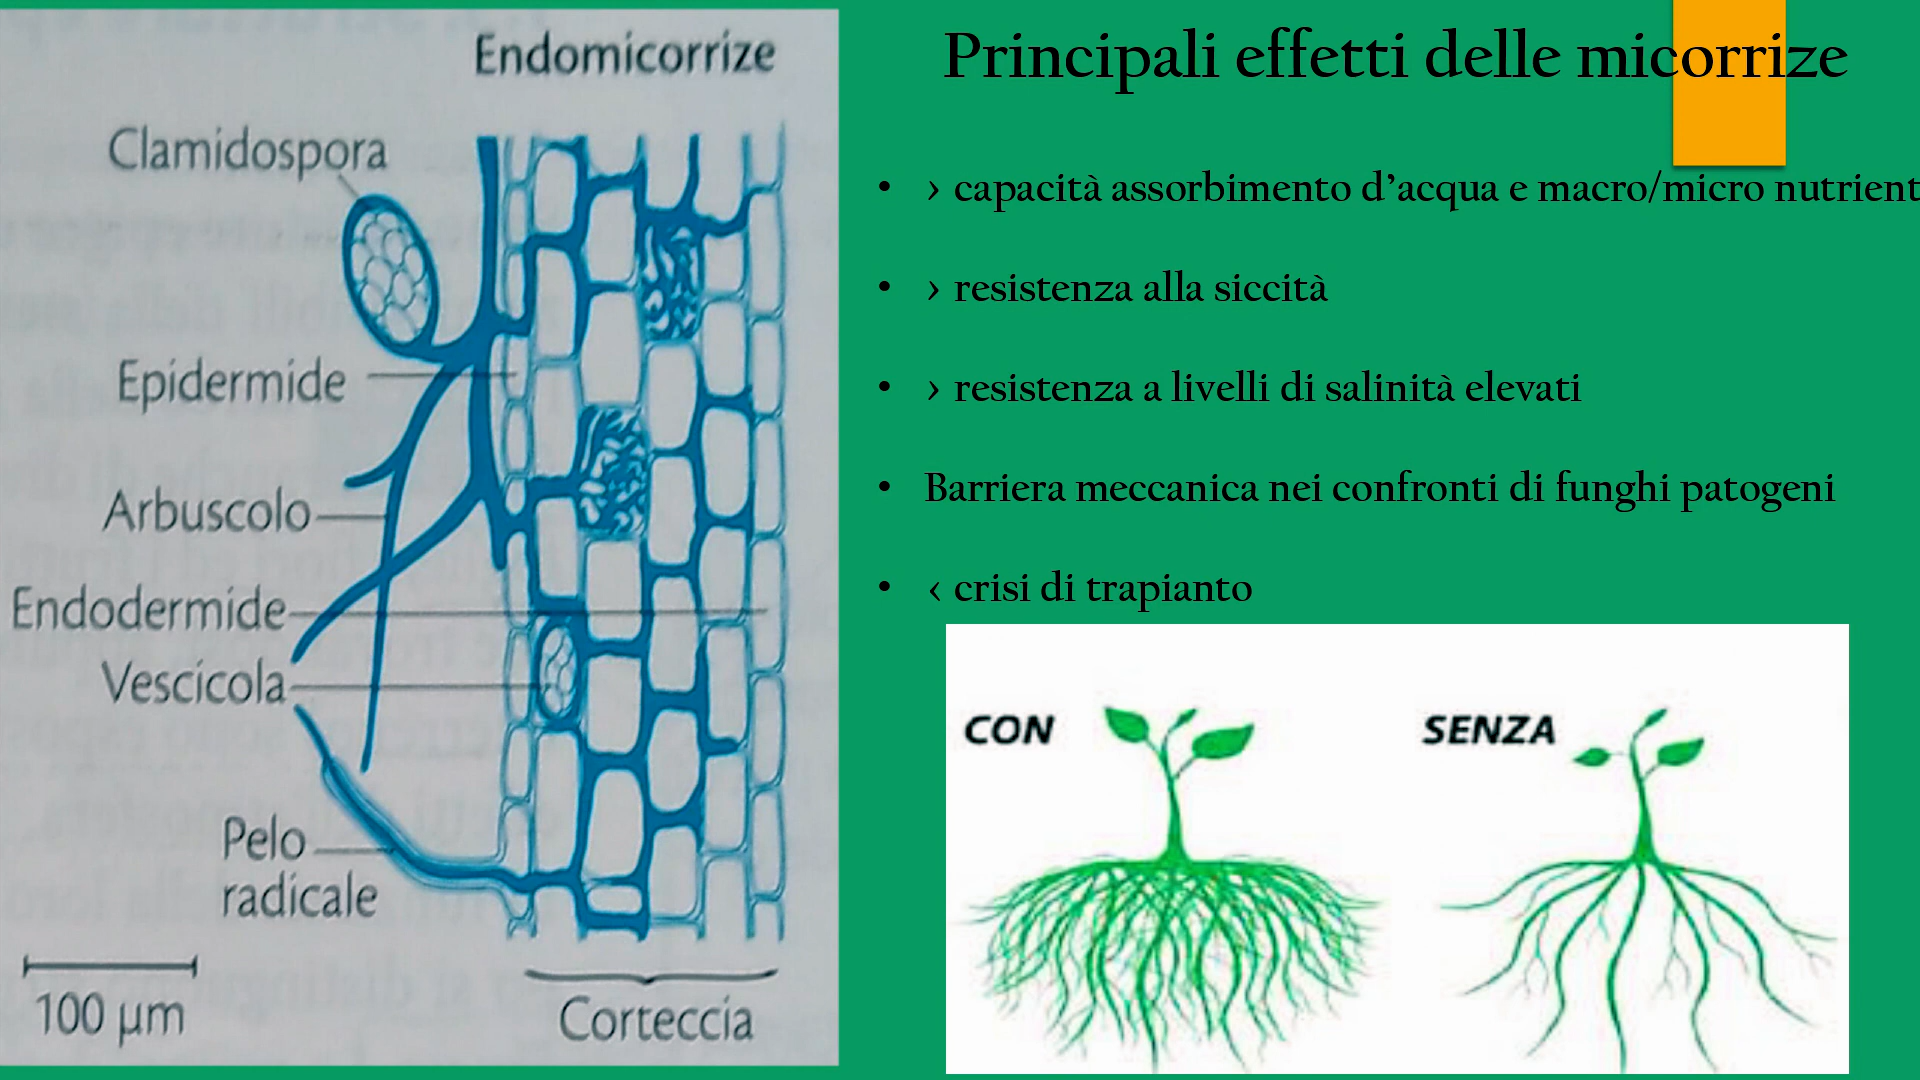 Endomicorrize
Clamidospora
Epidermide
Arbuscolo
Endodermide
Vescicola
Pelo
radicale
100 µm
Corteccia
Principali effetti delle micorrize
• › capacità assorbimento d’acqua e macro/micro nutrient
• › resistenza alla siccità
• › resistenza a livelli di salinità elevati
• Barriera meccanica nei confronti di funghi patogeni
• ‹ crisi di trapianto
CON
SENZA